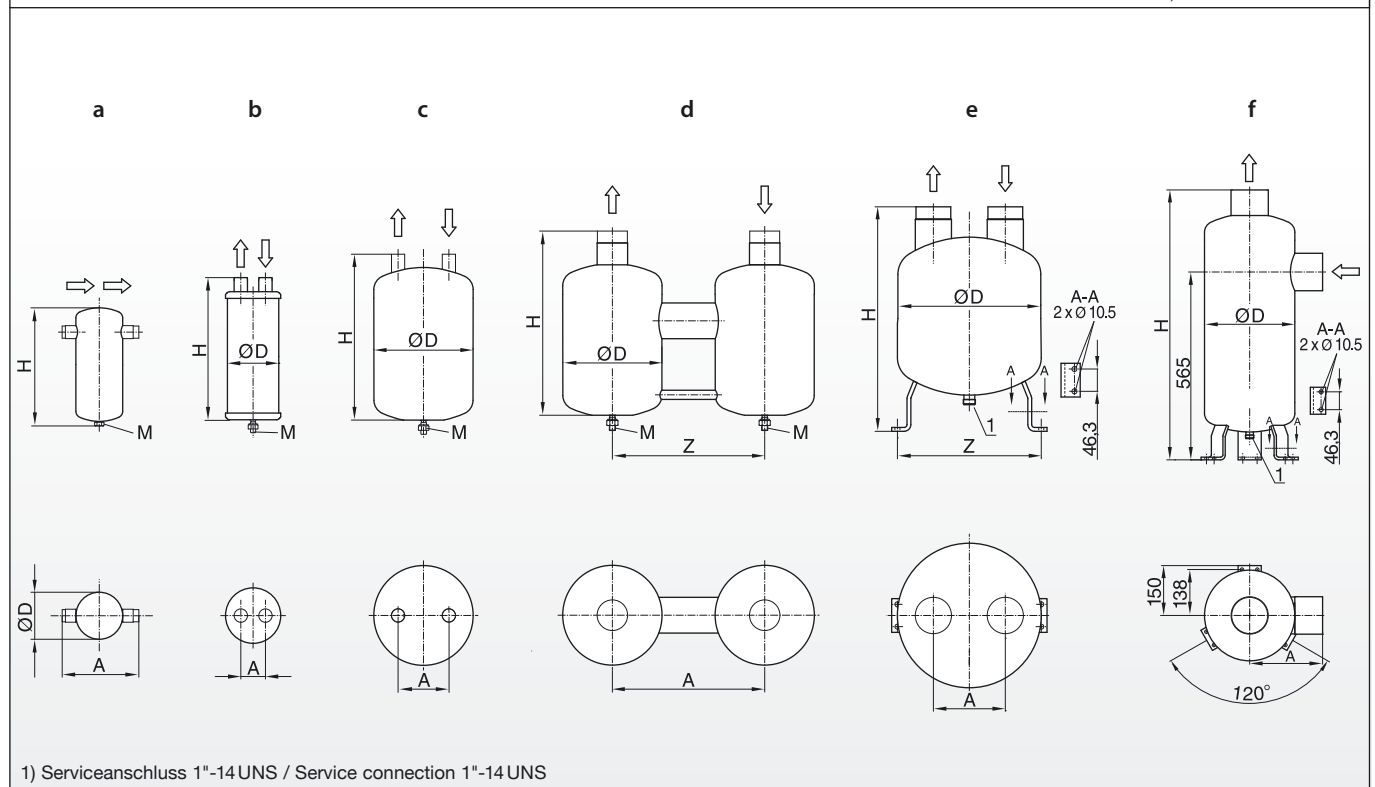 a
b
c
d
e
f
H
M
H
ØD
M
H
ØD
M
H
ØD
M
M
Z
H
ØD
A-A
2 x Ø 10.5
A
A
46,3
1
Z
H
565
ØD
A-A
2 x Ø 10.5
A
A
46,3
1
ØD
A
A
A
A
A
150
138
A
120°
1) Serviceanschluss 1"-14 UNS / Service connection 1"-14 UNS